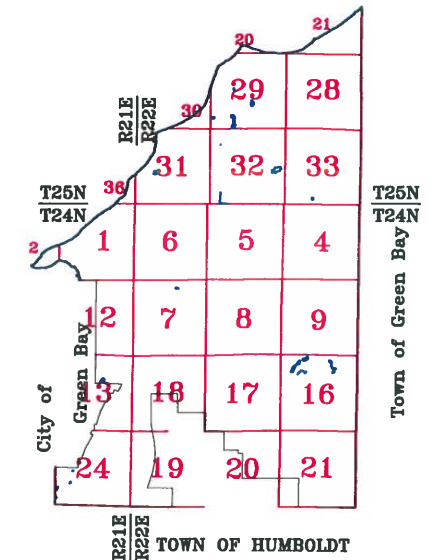 21
20
29 28
30
R21E
R22E
31 32 33
36
T25N T25N
T24N T24N
2
1 6 5 4
12 7 8 9
Town of Green Bay
City of
Green Bay
13 18 17 16
24 19 20 21
R21E
R22E
TOWN OF HUMBOLDT